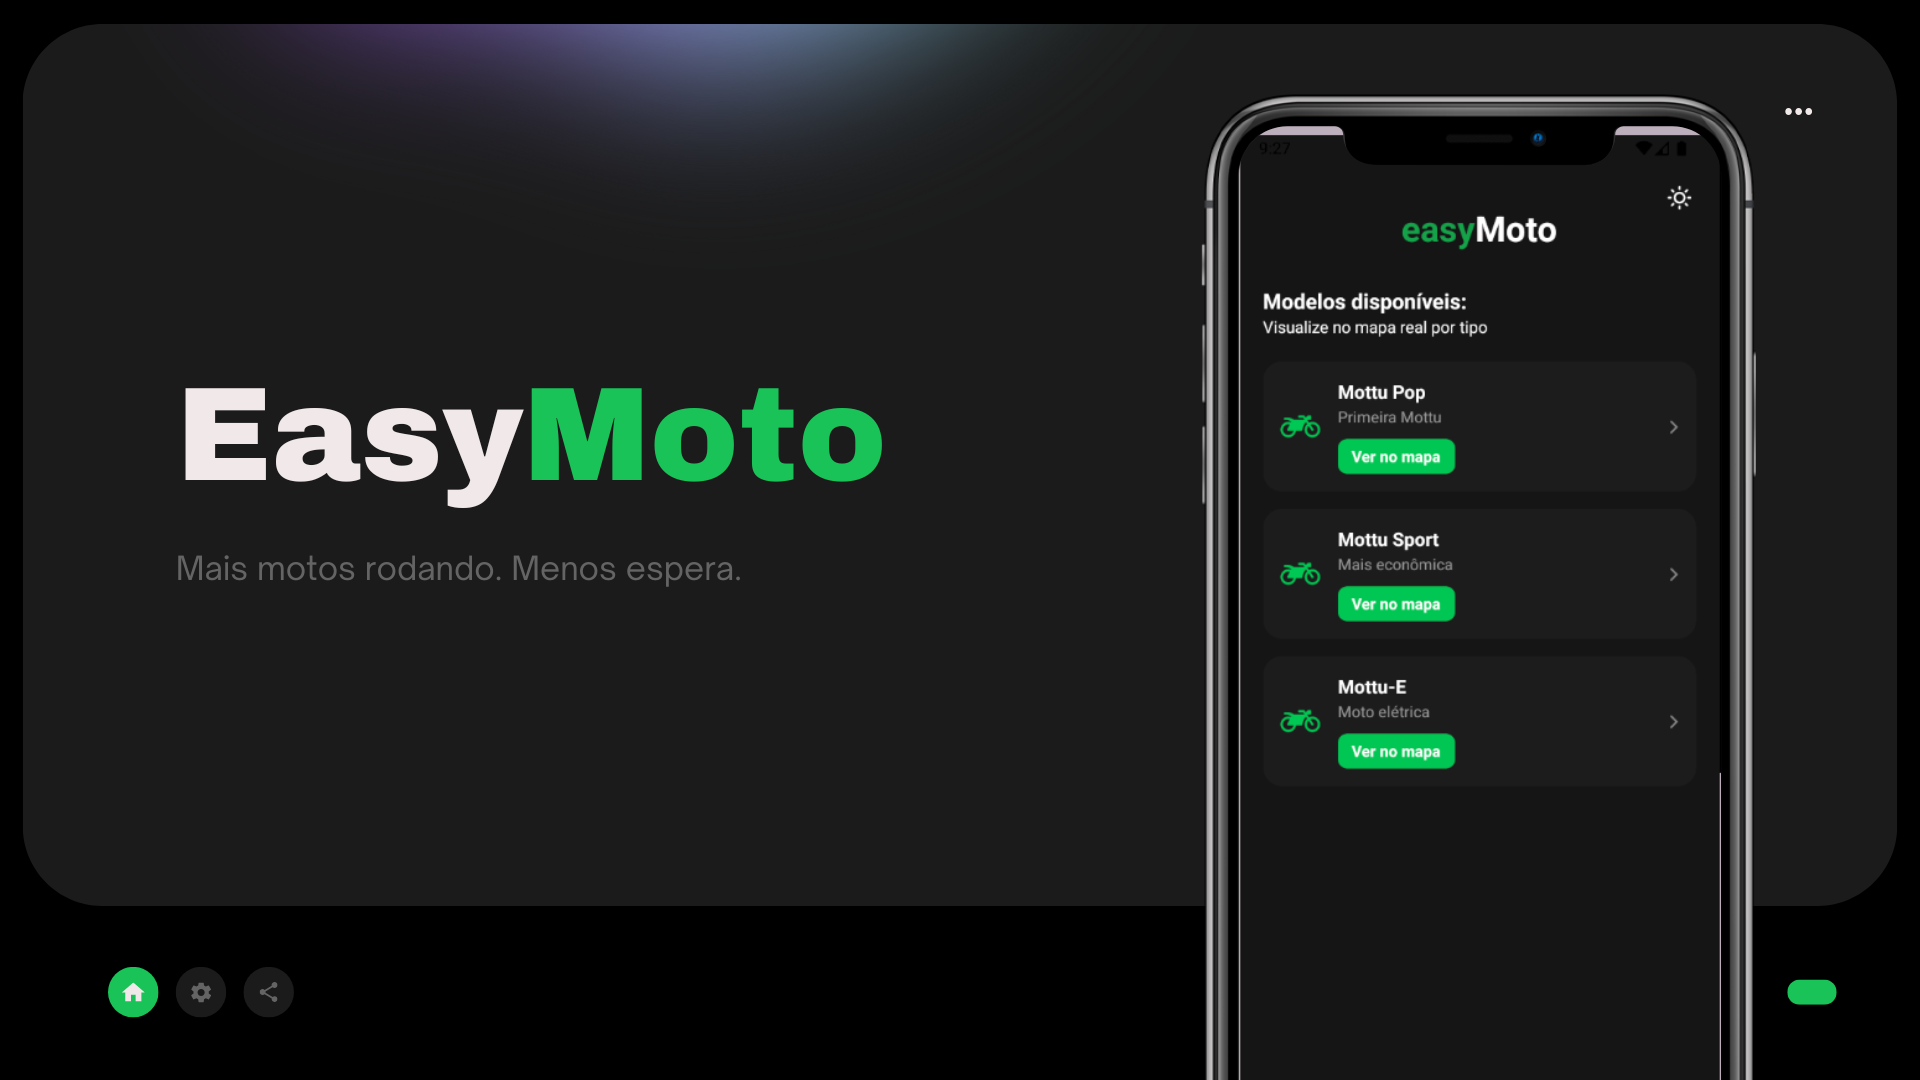 EasyMoto
Mais motos rodando. Menos espera.
9:27
easyMoto
Modelos disponíveis:
Visualize no mapa real por tipo
Mottu Pop
Primeira Mottu
Ver no mapa
Mottu Sport
Mais econômica
Ver no mapa
Mottu-E
Moto elétrica
Ver no mapa